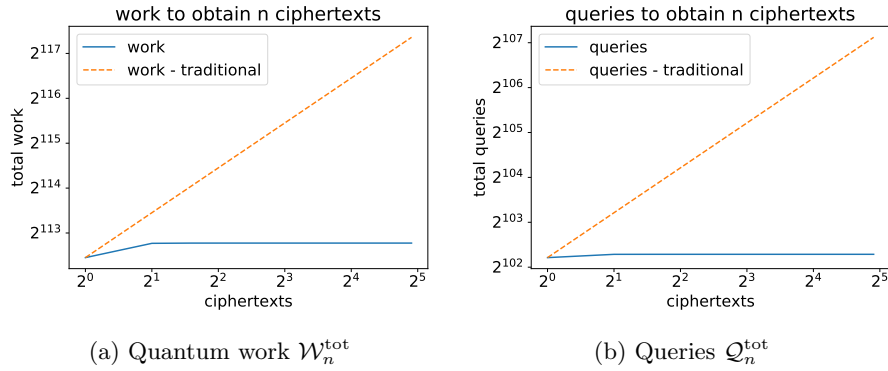 work to obtain n ciphertexts
2^117
2^116
2^115
2^114
2^113
total work
work
work - traditional
2^0
2^1
2^2
2^3
2^4
2^5
ciphertexts
(a) Quantum work 𝒲_n^tot
queries to obtain n ciphertexts
2^107
2^106
2^105
2^104
2^103
2^102
total queries
queries
queries - traditional
2^0
2^1
2^2
2^3
2^4
2^5
ciphertexts
(b) Queries 𝒬_n^tot